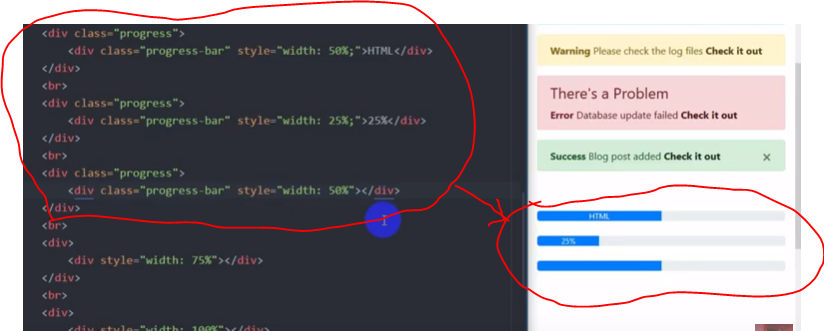 <div class="progress">
<div class="progress-bar" style="width: 50%;">HTML</div>
</div>
<br>
<div class="progress">
<div class="progress-bar" style="width: 25%;">25%</div>
</div>
<br>
<div class="progress">
<div class="progress-bar" style="width: 50%"></div>
</div>
<br>
<div>
<div style="width: 75%"></div>
</div>
<br>
<div>
<div style="width: 100%"></div>
Warning Please check the log files Check it out
There's a Problem
Error Database update failed Check it out
Success Blog post added Check it out ×
HTML
25%